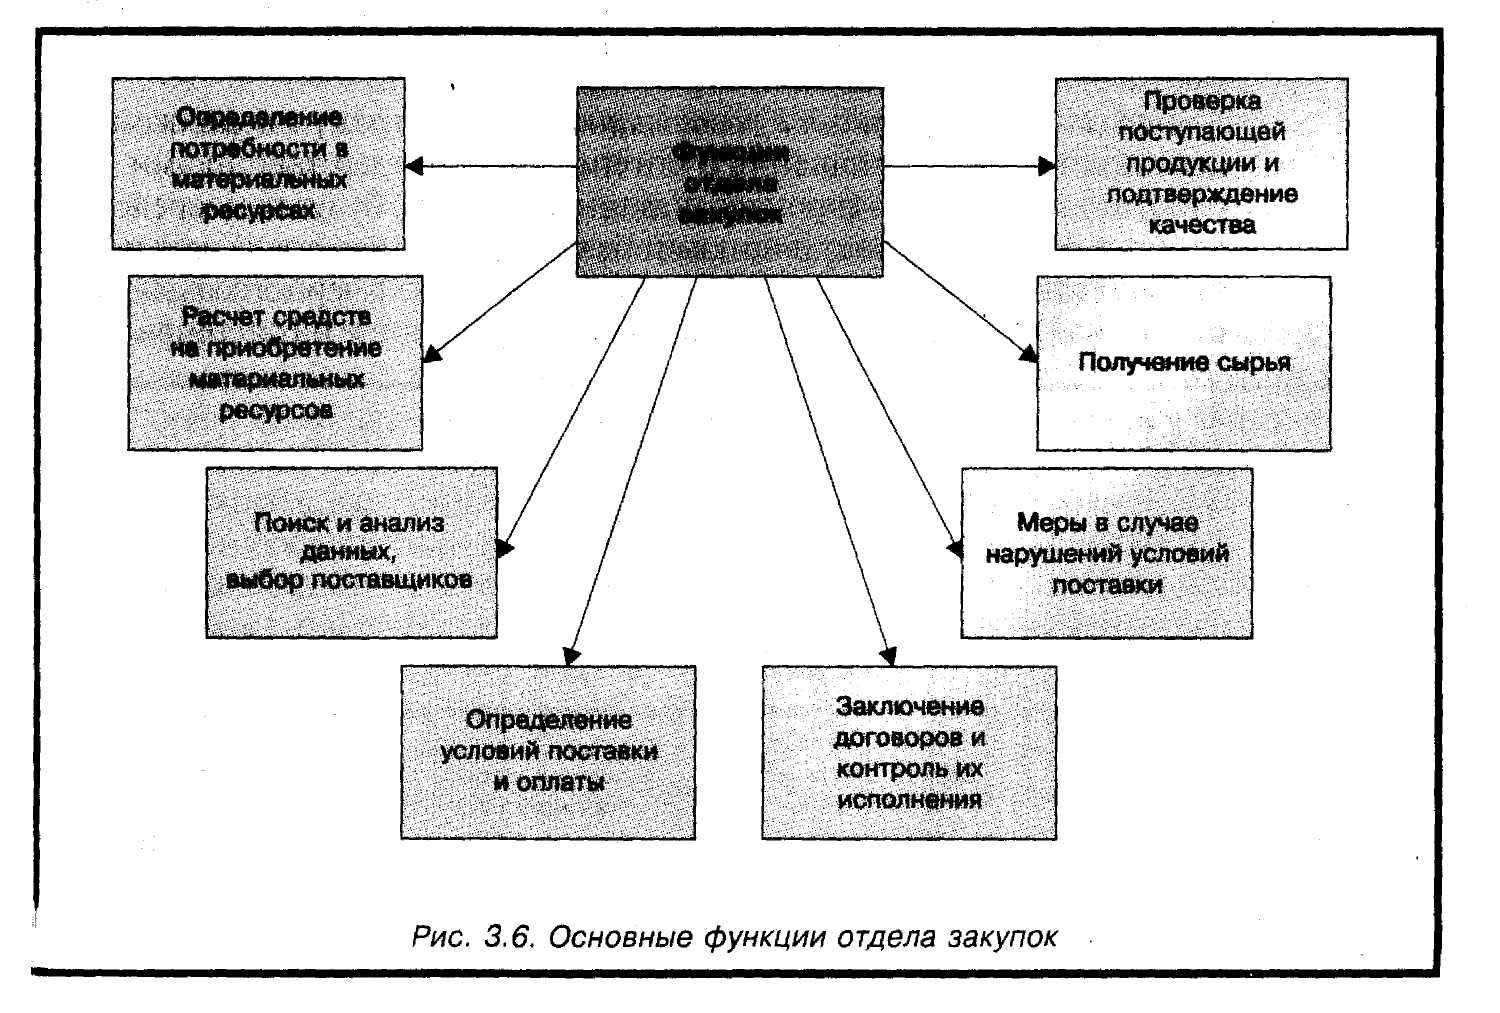 Определение
потребности в
материальных
ресурсах
Функции
отдела
закупок
Проверка
поступающей
продукции и
подтверждение
качества
Расчет средств
на приобретение
материальных
ресурсов
Получение сырья
Поиск и анализ
данных,
выбор поставщиков
Меры в случае
нарушений условий
поставки
Определение
условий поставки
и оплаты
Заключение
договоров и
контроль их
исполнения
Рис. 3.6. Основные функции отдела закупок